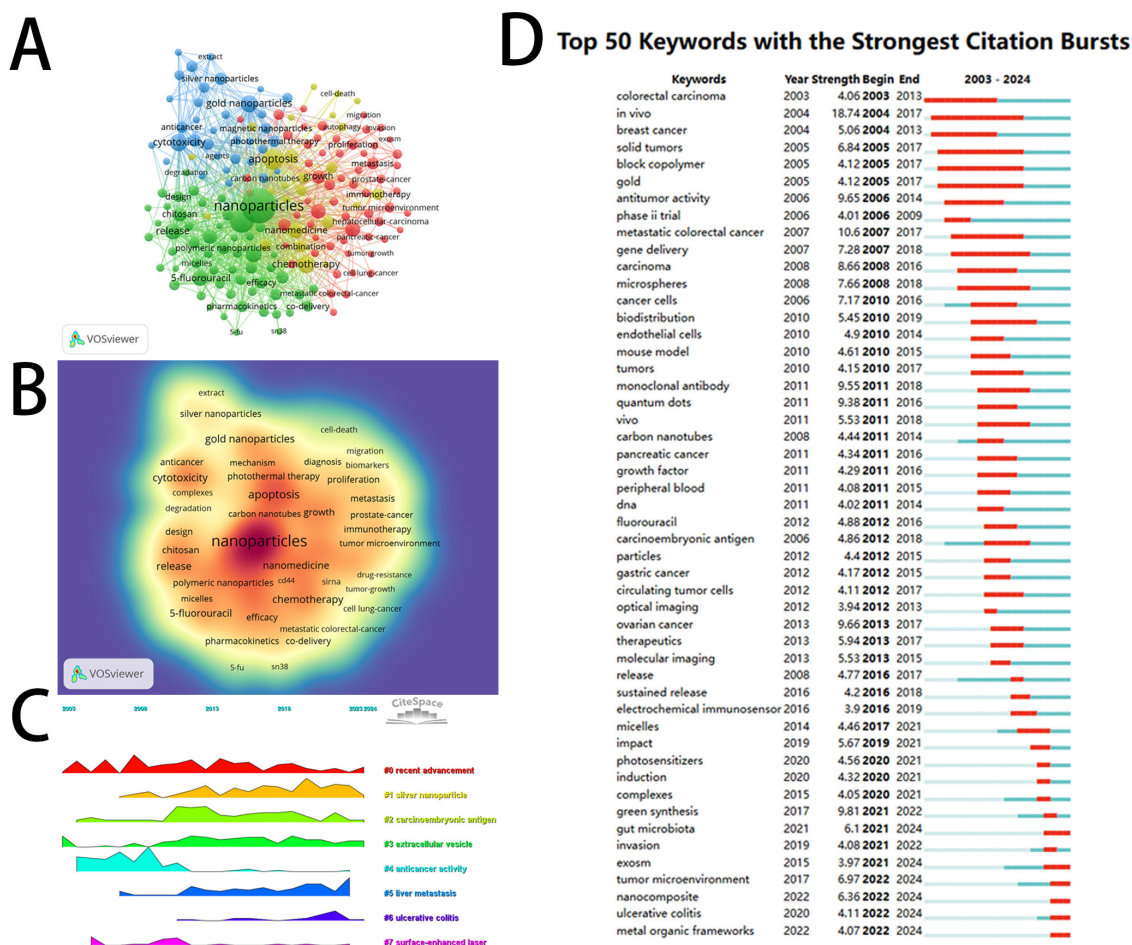 A
extract
silver nanoparticles
cell-death
gold nanoparticles
migration
anticancer
magnetic nanoparticles
autophagy
invasion
cytotoxicity
photothermal therapy
proliferation
exosm
agents
apoptosis
metastasis
degradation
carbon nanotubes
growth
prostate-cancer
design
immunotherapy
nanoparticles
tumor microenvironment
chitosan
hepatocellular-carcinoma
release
nanomedicine
pancreatic-cancer
polymeric nanoparticles
combination
tumor-growth
micelles
chemotherapy
5-fluorouracil
efficacy
cell lung-cancer
metastatic colorectal-cancer
pharmacokinetics
co-delivery
5-fu
sn38
VOSviewer
B
extract
silver nanoparticles
cell-death
gold nanoparticles
migration
anticancer
mechanism
diagnosis
biomarkers
cytotoxicity
photothermal therapy
proliferation
complexes
apoptosis
metastasis
degradation
carbon nanotubes
growth
prostate-cancer
design
immunotherapy
nanoparticles
tumor microenvironment
chitosan
release
nanomedicine
drug-resistance
polymeric nanoparticles
cd44
sirna
tumor-growth
micelles
chemotherapy
cell lung-cancer
5-fluorouracil
efficacy
metastatic colorectal-cancer
pharmacokinetics
co-delivery
5-fu
sn38
VOSviewer
C
2003 2008 2013 2018 2023 2024
CiteSpace
#0 recent advancement
#1 silver nanoparticle
#2 carcinoembryonic antigen
#3 extracellular vesicle
#4 anticancer activity
#5 liver metastasis
#6 ulcerative colitis
#7 surface-enhanced laser
D
Top 50 Keywords with the Strongest Citation Bursts
Keywords Year Strength Begin End 2003 - 2024
colorectal carcinoma 2003 4.06 2003 2013
in vivo 2004 18.74 2004 2017
breast cancer 2004 5.06 2004 2013
solid tumors 2005 6.84 2005 2017
block copolymer 2005 4.12 2005 2017
gold 2005 4.12 2005 2017
antitumor activity 2006 9.65 2006 2014
phase ii trial 2006 4.01 2006 2009
metastatic colorectal cancer 2007 10.6 2007 2017
gene delivery 2007 7.28 2007 2018
carcinoma 2008 8.66 2008 2016
microspheres 2008 7.66 2008 2018
cancer cells 2006 7.17 2010 2016
biodistribution 2010 5.45 2010 2019
endothelial cells 2010 4.9 2010 2014
mouse model 2010 4.61 2010 2015
tumors 2010 4.15 2010 2017
monoclonal antibody 2011 9.55 2011 2018
quantum dots 2011 9.38 2011 2016
vivo 2011 5.53 2011 2018
carbon nanotubes 2008 4.44 2011 2014
pancreatic cancer 2011 4.34 2011 2016
growth factor 2011 4.29 2011 2016
peripheral blood 2011 4.08 2011 2015
dna 2011 4.02 2011 2014
fluorouracil 2012 4.88 2012 2016
carcinoembryonic antigen 2006 4.86 2012 2018
particles 2012 4.4 2012 2015
gastric cancer 2012 4.17 2012 2015
circulating tumor cells 2012 4.11 2012 2017
optical imaging 2012 3.94 2012 2013
ovarian cancer 2013 9.66 2013 2017
therapeutics 2013 5.94 2013 2017
molecular imaging 2013 5.53 2013 2015
release 2008 4.77 2016 2017
sustained release 2016 4.2 2016 2018
electrochemical immunosensor 2016 3.9 2016 2019
micelles 2014 4.46 2017 2021
impact 2019 5.67 2019 2021
photosensitizers 2020 4.56 2020 2021
induction 2020 4.32 2020 2021
complexes 2015 4.05 2020 2021
green synthesis 2017 9.81 2021 2022
gut microbiota 2021 6.1 2021 2024
invasion 2019 4.08 2021 2022
exosm 2015 3.97 2021 2024
tumor microenvironment 2017 6.97 2022 2024
nanocomposite 2022 6.36 2022 2024
ulcerative colitis 2020 4.11 2022 2024
metal organic frameworks 2022 4.07 2022 2024